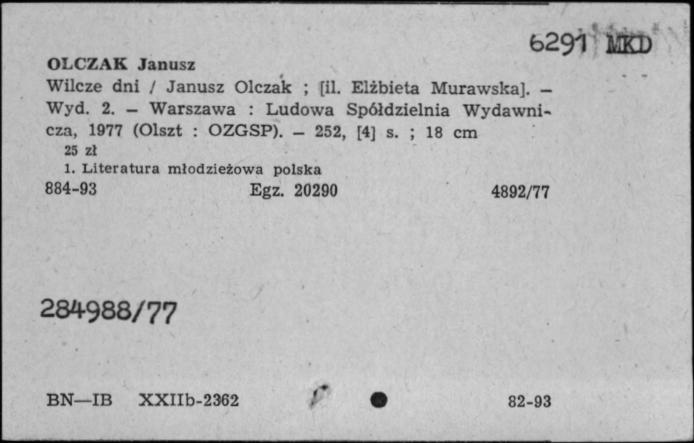 6291 MKD
OLCZAK Janusz
Wilcze dni / Janusz Olczak ; [il. Elżbieta Murawska]. —
Wyd. 2. — Warszawa : Ludowa Spółdzielnia Wydawni-
cza, 1977 (Olszt : OZGSP). — 252, [4] s. ; 18 cm
25 zł
1. Literatura młodzieżowa polska
884-93 Egz. 20290 4892/77
284988/77
BN—IB XXIIb-2362 82-93